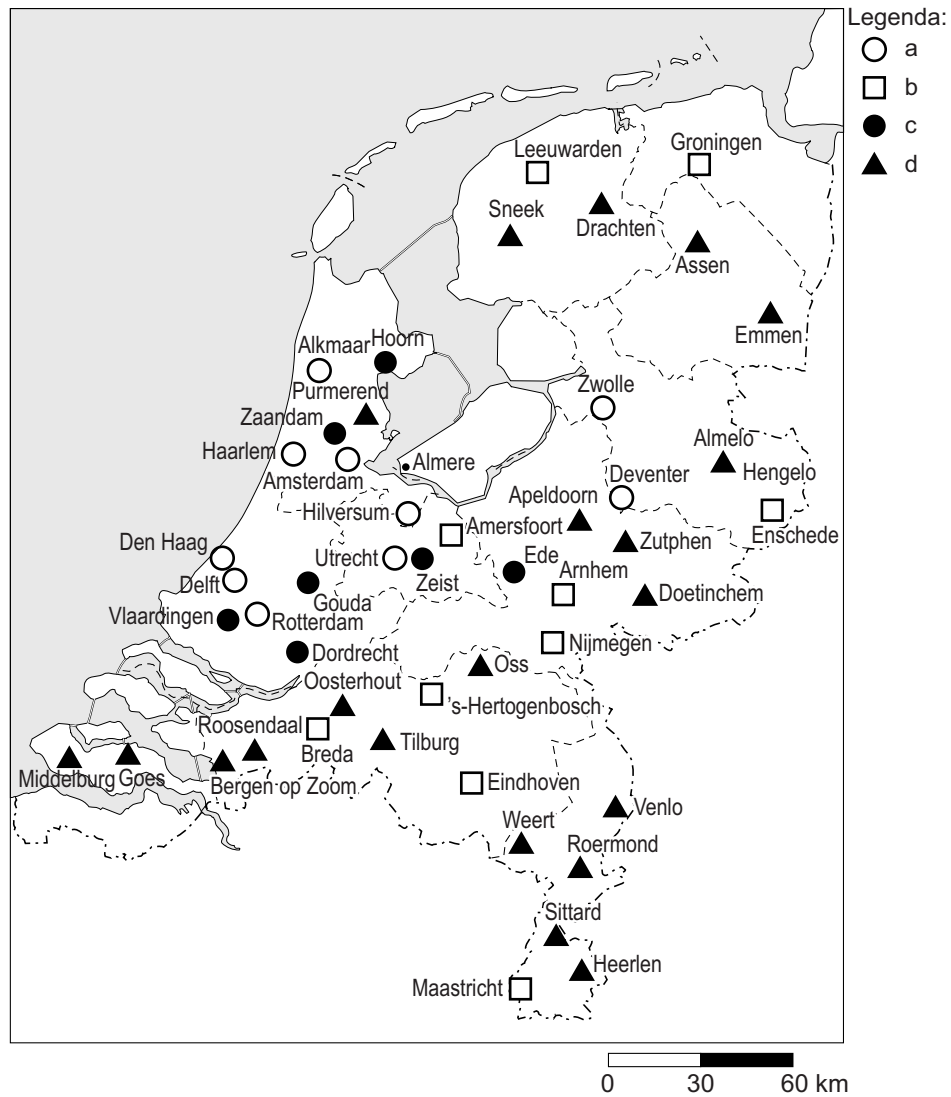 Legenda:
a
b
c
d
Leeuwarden
Groningen
Sneek
Drachten
Assen
Emmen
Alkmaar
Hoorn
Purmerend
Zaandam
Zwolle
Haarlem
Amsterdam
Almere
Almelo
Hengelo
Deventer
Apeldoorn
Hilversum
Amersfoort
Enschede
Den Haag
Utrecht
Zutphen
Ede
Delft
Zeist
Arnhem
Gouda
Doetinchem
Vlaardingen
Rotterdam
Nijmegen
Dordrecht
Oss
Oosterhout
's-Hertogenbosch
Roosendaal
Breda
Tilburg
Middelburg
Goes
Bergen op Zoom
Eindhoven
Venlo
Weert
Roermond
Sittard
Heerlen
Maastricht
0 30 60 km